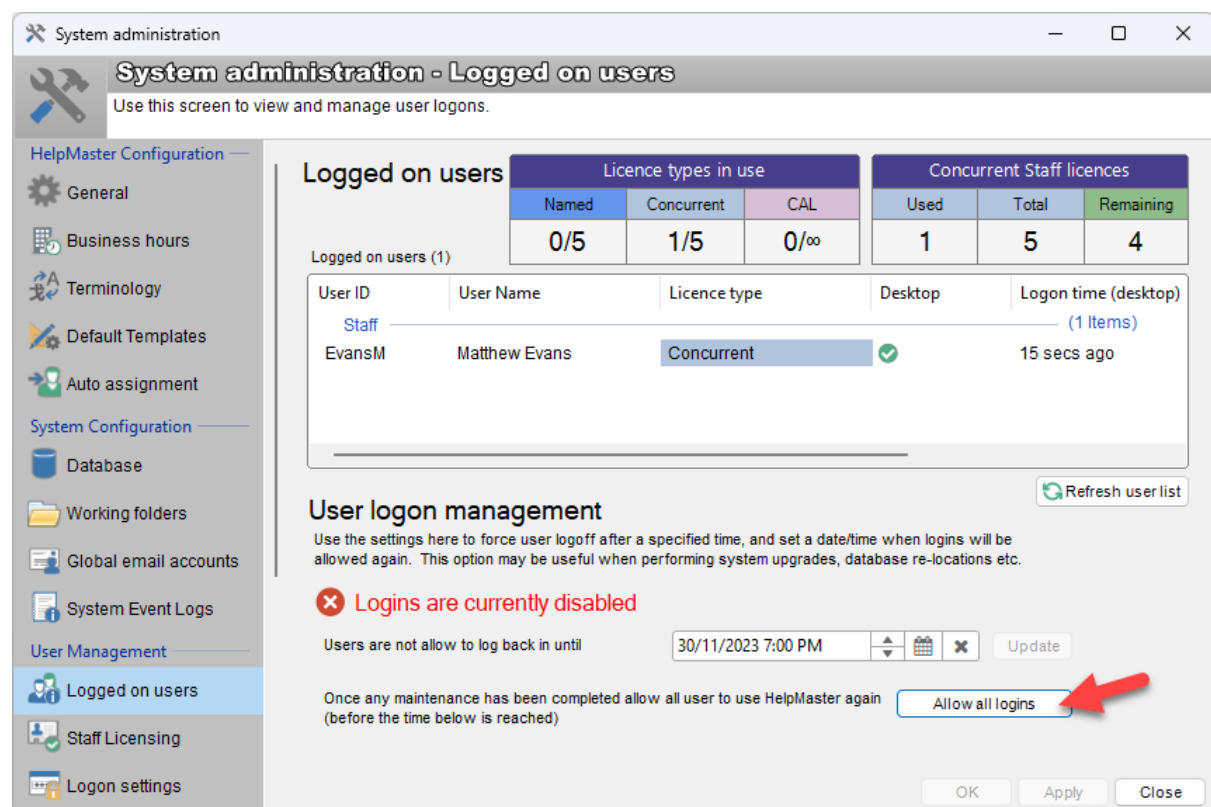 System administration
System administration - Logged on users
Use this screen to view and manage user logons.
HelpMaster Configuration
General
Business hours
Terminology
Default Templates
Auto assignment
System Configuration
Database
Working folders
Global email accounts
System Event Logs
User Management
Logged on users
Staff Licensing
Logon settings
Logged on users
Logged on users (1)
Licence types in use
Named Concurrent CAL
0/5 1/5 0/∞
Concurrent Staff licences
Used Total Remaining
1 5 4
User ID User Name Licence type Desktop Logon time (desktop)
Staff (1 Items)
EvansM Matthew Evans Concurrent 15 secs ago
Refresh user list
User logon management
Use the settings here to force user logoff after a specified time, and set a date/time when logins will be
allowed again. This option may be useful when performing system upgrades, database re-locations etc.
Logins are currently disabled
Users are not allow to log back in until 30/11/2023 7:00 PM Update
Once any maintenance has been completed allow all user to use HelpMaster again
(before the time below is reached)
Allow all logins
OK Apply Close